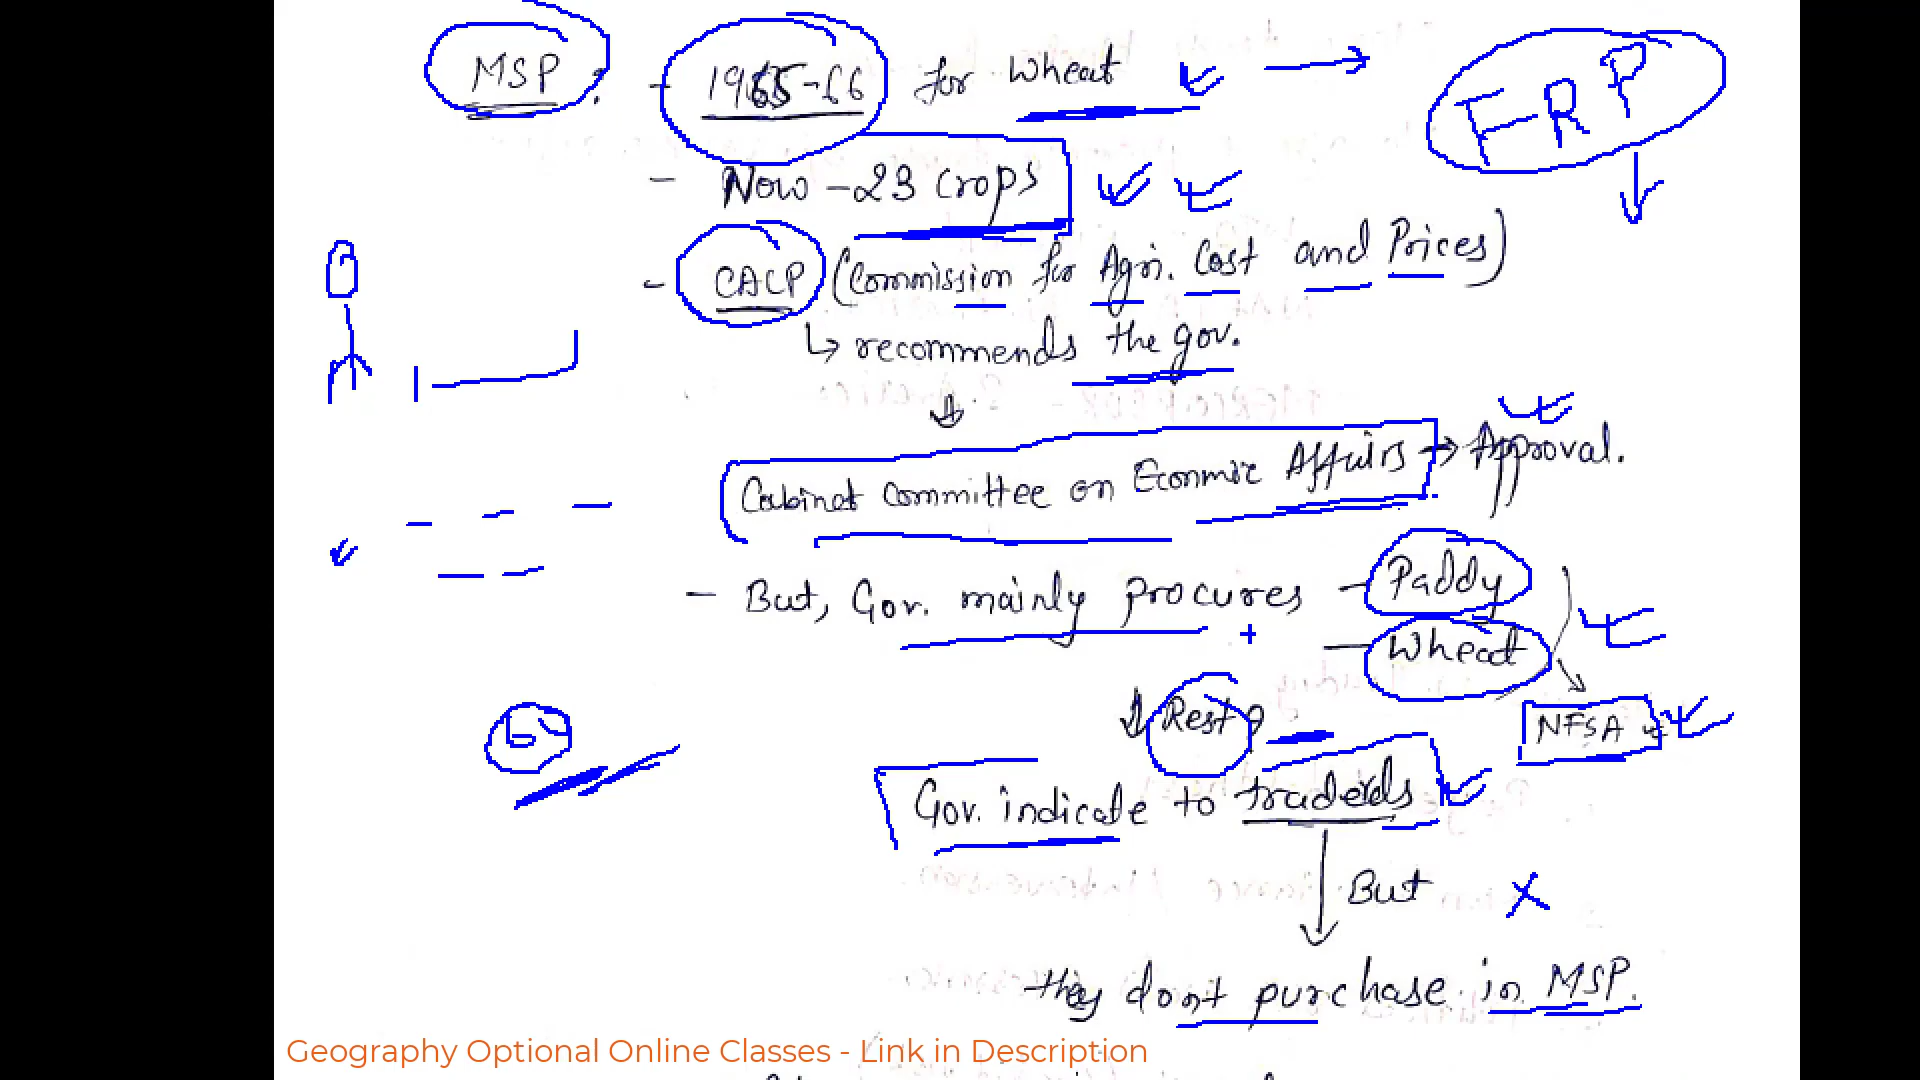 MSP : - 1965-66 for Wheat → FRP
- Now - 23 crops
- CACP (Commission for Agri. Cost and Prices)
↳ recommends the gov.
Cabinet Committee on Econmic Affairs → Approval.
- But, Gov. mainly procures - Paddy
+ - Wheat
↓ Rest ? NFSA
Gov. indicate to traders
But X
they dont purchase in MSP.
Geography Optional Online Classes - Link in Description